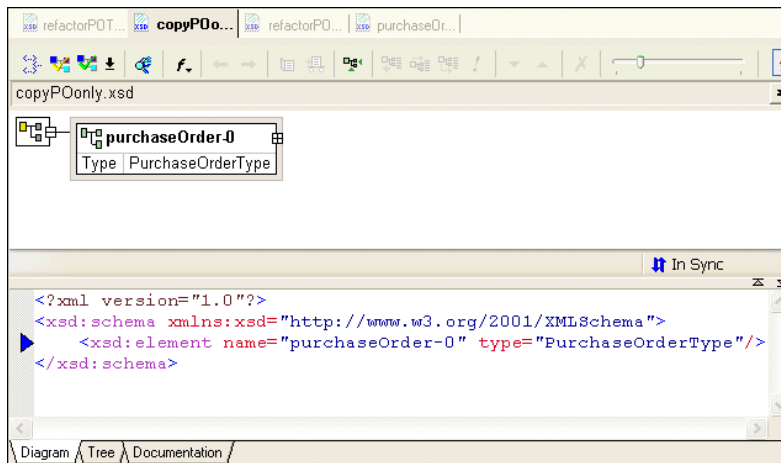 refactorPOT... copyPOo... refactorPO... purchaseOr...
copyPOonly.xsd
purchaseOrder-0
Type PurchaseOrderType
In Sync
<?xml version="1.0"?>
<xsd:schema xmlns:xsd="http://www.w3.org/2001/XMLSchema">
<xsd:element name="purchaseOrder-0" type="PurchaseOrderType"/>
</xsd:schema>
Diagram Tree Documentation